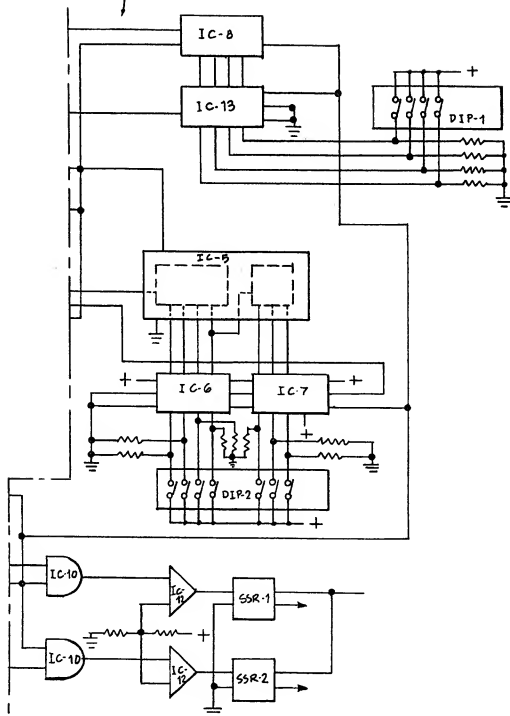 IC-8
IC-13
+
DIP-1
IC-5
+
IC-6
IC-7
+
+
DIP-2
+
IC-10
IC-12
SSR-1
+
IC-10
IC-12
SSR-2